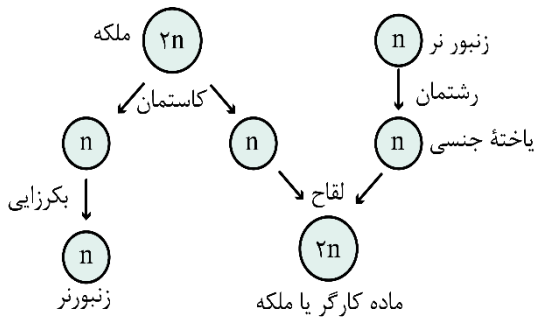 ملکه
۲n
n
زنبور نر
کاستمان
رشتمان
n
n
n
یاختهٔ جنسی
بکرزایی
لقاح
n
۲n
زنبورنر
ماده کارگر یا ملکه